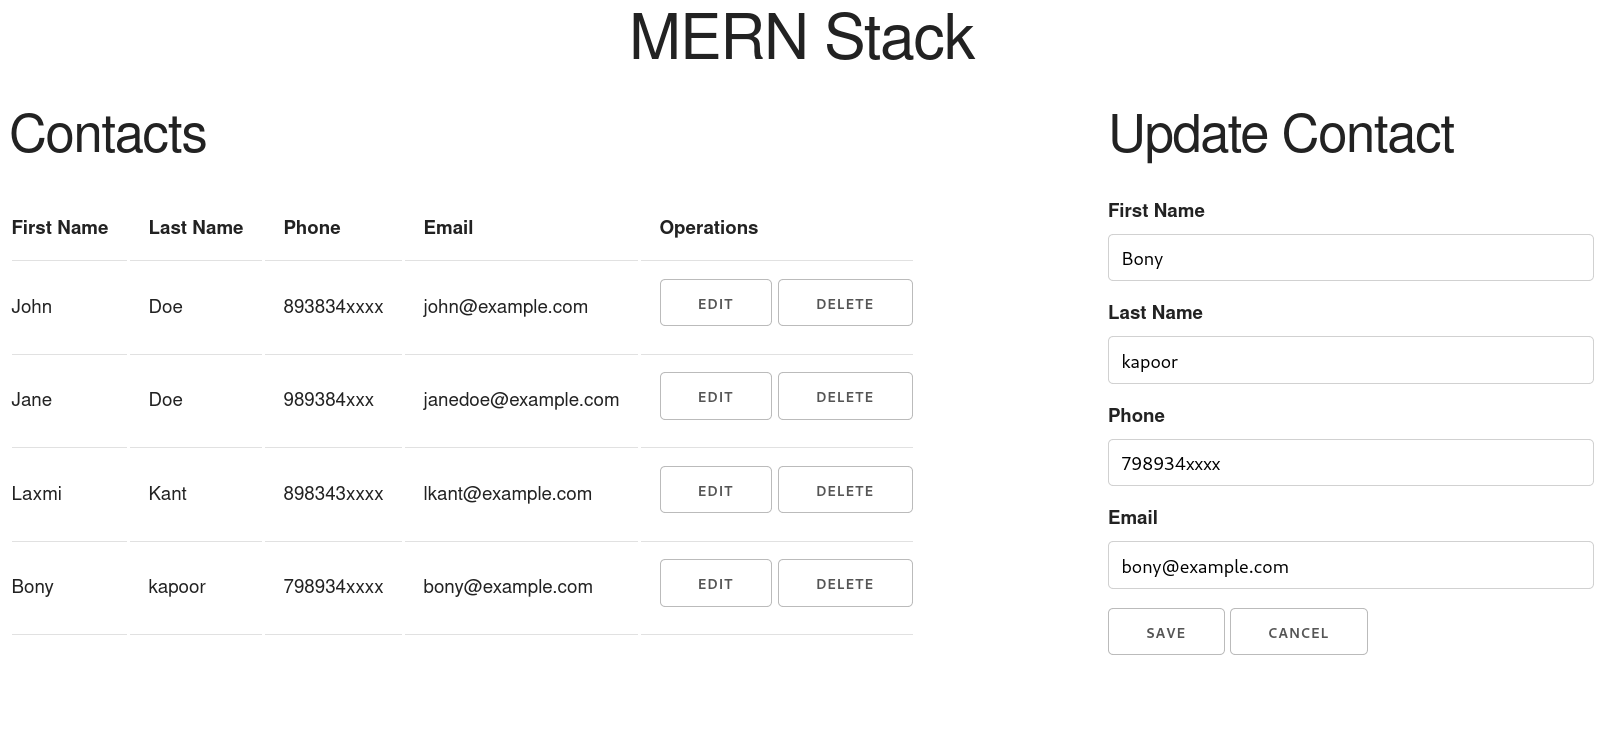 MERN Stack
Contacts
First Name Last Name Phone Email Operations
John Doe 893834xxxx john@example.com EDIT DELETE
Jane Doe 989384xxx janedoe@example.com EDIT DELETE
Laxmi Kant 898343xxxx lkant@example.com EDIT DELETE
Bony kapoor 798934xxxx bony@example.com EDIT DELETE
Update Contact
First Name
Bony
Last Name
kapoor
Phone
798934xxxx
Email
bony@example.com
SAVE CANCEL